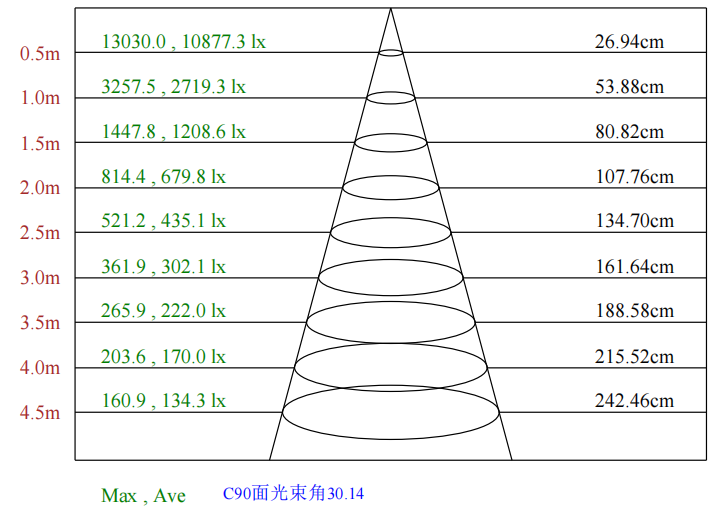 13030.0 , 10877.3 lx 26.94cm
0.5m
3257.5 , 2719.3 lx 53.88cm
1.0m
1447.8 , 1208.6 lx 80.82cm
1.5m
814.4 , 679.8 lx 107.76cm
2.0m
521.2 , 435.1 lx 134.70cm
2.5m
361.9 , 302.1 lx 161.64cm
3.0m
265.9 , 222.0 lx 188.58cm
3.5m
203.6 , 170.0 lx 215.52cm
4.0m
160.9 , 134.3 lx 242.46cm
4.5m
Max , Ave C90面光束角30.14